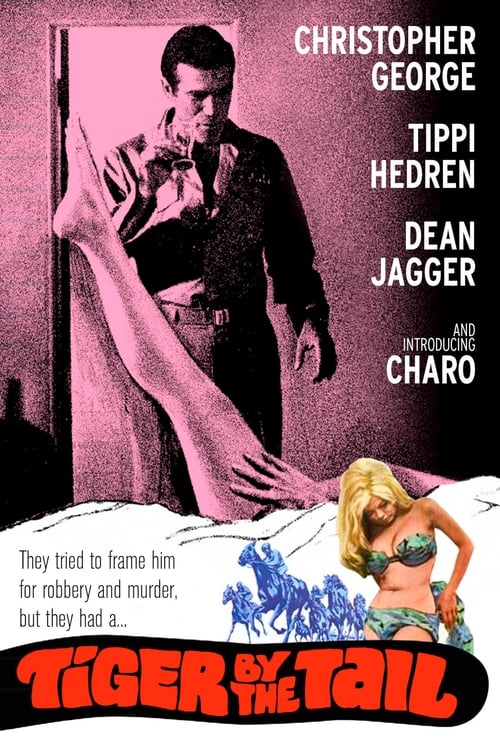 CHRISTOPHER
GEORGE
TIPPI
HEDREN
DEAN
JAGGER
AND
INTRODUCING
CHARO
They tried to frame him
for robbery and murder,
but they had a...
TiGER BY THE TAiL